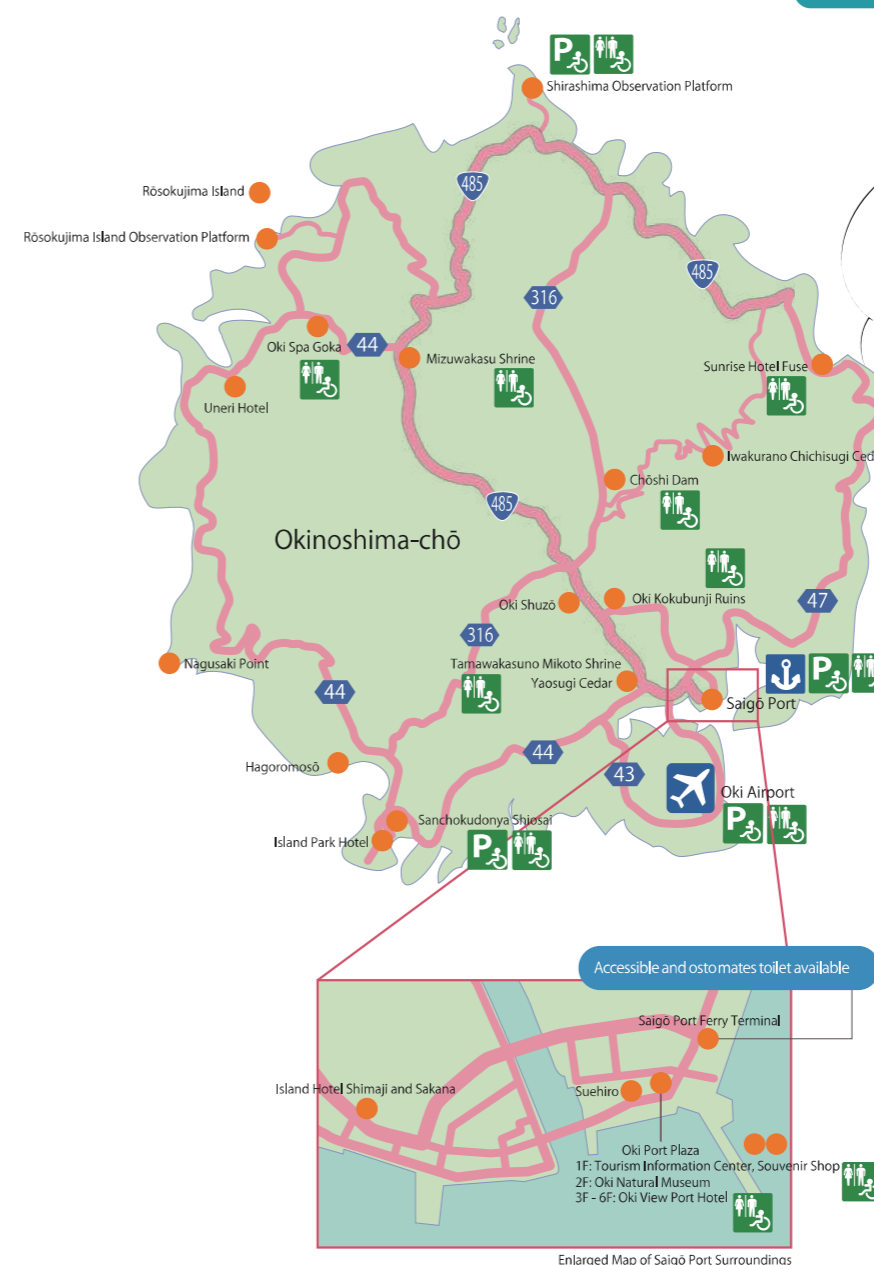 P
Shirashima Observation Platform
485
Rōsokujima Island
Rōsokujima Island Observation Platform
485
316
Oki Spa Goka
44
Mizuwakasu Shrine
Sunrise Hotel Fuse
Uneri Hotel
Iwakurano Chichisugi Ced
Chōshi Dam
485
Okinoshima-chō
Oki Shuzō
Oki Kokubunji Ruins
47
316
Nagusaki Point
Tamawakasuno Mikoto Shrine
Yaosugi Cedar
P
44
Saigō Port
44
43
Hagoromosō
Oki Airport
P
Sanchokudonya Shiosai
Island Park Hotel
P
Accessible and ostomates toilet available
Saigō Port Ferry Terminal
Island Hotel Shimaji and Sakana
Suehiro
Oki Port Plaza
1F: Tourism Information Center, Souvenir Shop
2F: Oki Natural Museum
3F - 6F: Oki View Port Hotel
Enlarged Map of Saigō Port Surroundings